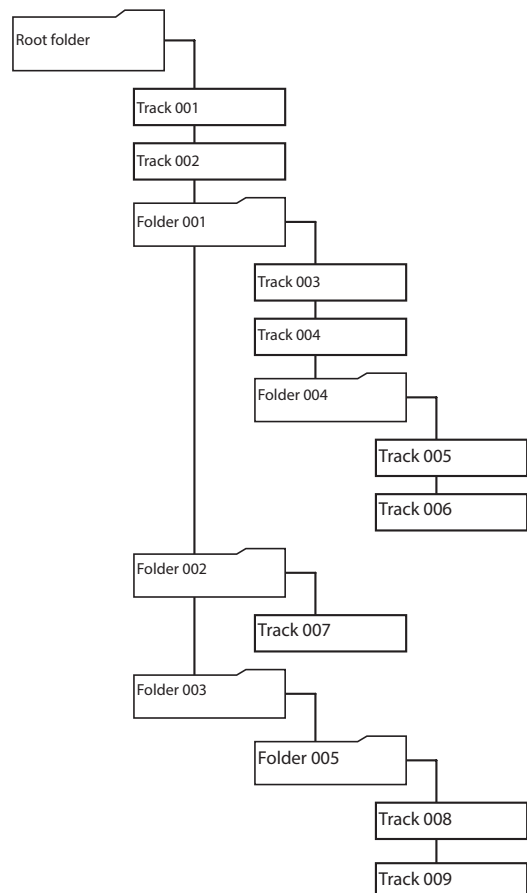 Root folder
Track 001
Track 002
Folder 001
Track 003
Track 004
Folder 004
Track 005
Track 006
Folder 002
Track 007
Folder 003
Folder 005
Track 008
Track 009